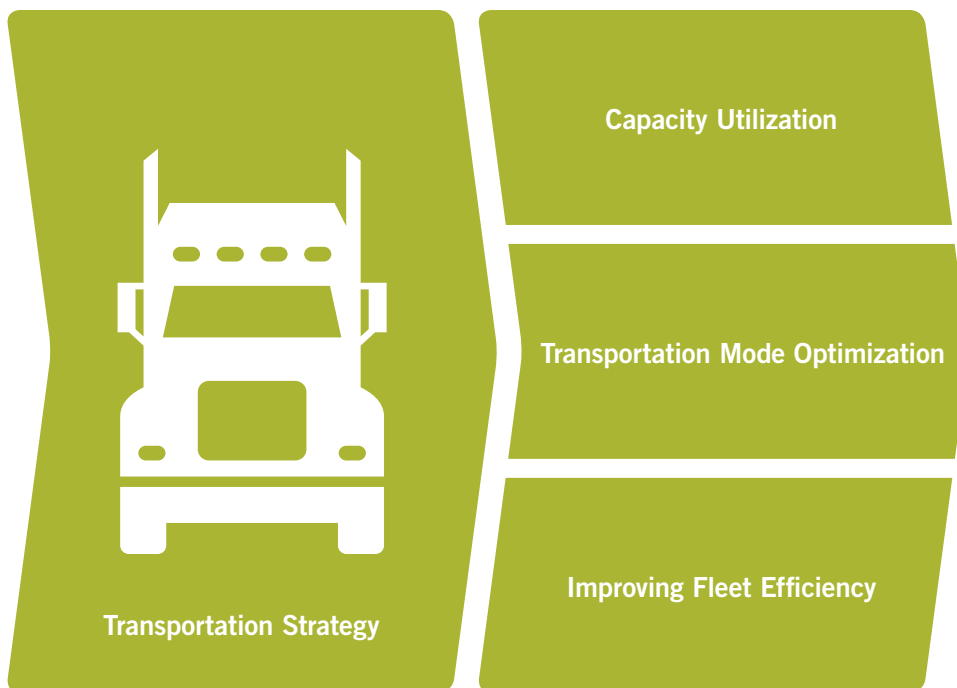 Transportation Strategy
Capacity Utilization
Transportation Mode Optimization
Improving Fleet Efficiency